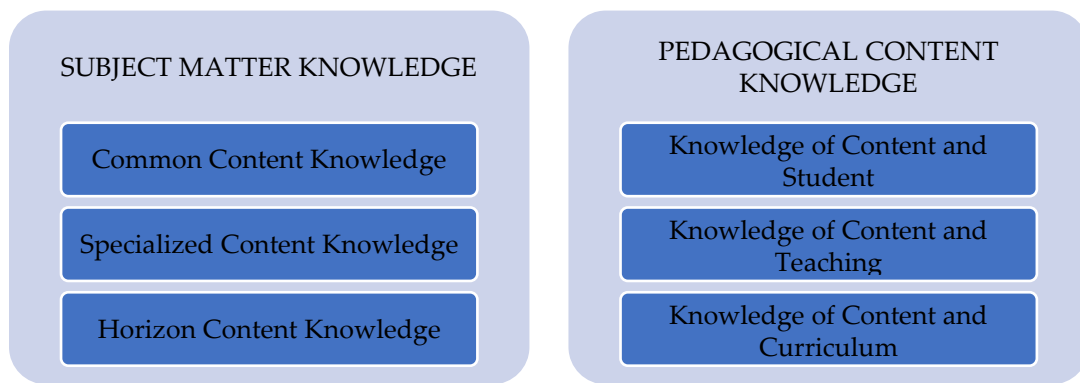 SUBJECT MATTER KNOWLEDGE
Common Content Knowledge
Specialized Content Knowledge
Horizon Content Knowledge
PEDAGOGICAL CONTENT
KNOWLEDGE
Knowledge of Content and
Student
Knowledge of Content and
Teaching
Knowledge of Content and
Curriculum